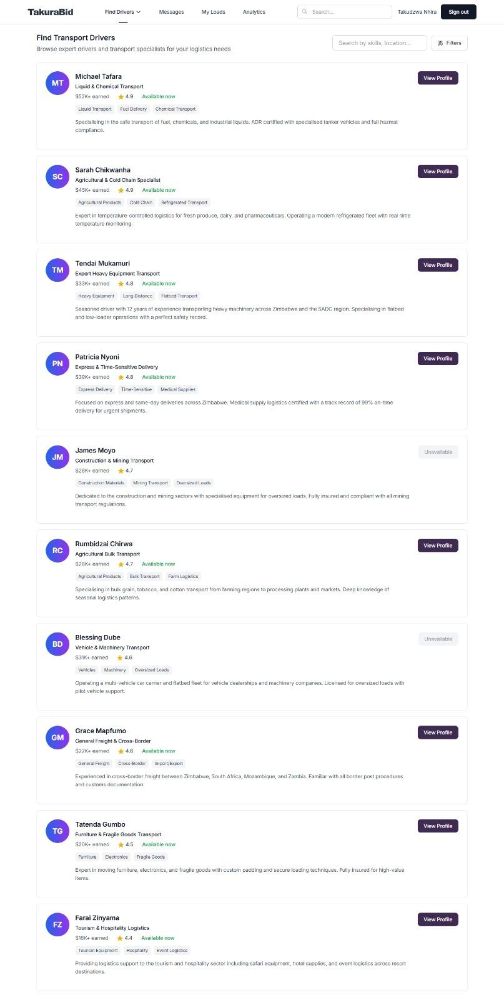 TakuraBid
Find Drivers
Messages
My Loads
Analytics
Search...
Takudzwa Nhira
Sign out
Find Transport Drivers
Browse expert drivers and transport specialists for your logistics needs
Search by skills, location...
Filters
MT
Michael Tafara
View Profile
Liquid & Chemical Transport
$52K+ earned 4.9 Available now
Liquid Transport Fuel Delivery Chemical Transport
Specialising in the safe transport of fuel, chemicals, and industrial liquids. ADR certified with specialised tanker vehicles and full hazmat
compliance.
SC
Sarah Chikwanha
View Profile
Agricultural & Cold Chain Specialist
$45K+ earned 4.9 Available now
Agricultural Products Cold Chain Refrigerated Transport
Expert in temperature-controlled logistics for fresh produce, dairy, and pharmaceuticals. Operating a modern refrigerated fleet with real-time
temperature monitoring.
TM
Tendai Mukamuri
View Profile
Expert Heavy Equipment Transport
$33K+ earned 4.8 Available now
Heavy Equipment Long Distance Flatbed Transport
Seasoned driver with 12 years of experience transporting heavy machinery across Zimbabwe and the SADC region. Specialising in flatbed
and low-loader operations with a perfect safety record.
PN
Patricia Nyoni
View Profile
Express & Time-Sensitive Delivery
$39K+ earned 4.8 Available now
Express Delivery Time-Sensitive Medical Supplies
Focused on express and same-day deliveries across Zimbabwe. Medical supply logistics certified with a track record of 99% on-time
delivery for urgent shipments.
JM
James Moyo
Unavailable
Construction & Mining Transport
$28K+ earned 4.7
Construction Materials Mining Transport Oversized Loads
Dedicated to the construction and mining sectors with specialised equipment for oversized loads. Fully insured and compliant with all mining
transport regulations.
RC
Rumbidzai Chirwa
View Profile
Agricultural Bulk Transport
$28K+ earned 4.7 Available now
Agricultural Products Bulk Transport Farm Logistics
Specialising in bulk grain, tobacco, and cotton transport from farming regions to processing plants and markets. Deep knowledge of
seasonal logistics patterns.
BD
Blessing Dube
Unavailable
Vehicle & Machinery Transport
$31K+ earned 4.6
Vehicles Machinery Oversized Loads
Operating a multi-vehicle car carrier and flatbed fleet for vehicle dealerships and machinery companies. Licensed for oversized loads with
pilot vehicle support.
GM
Grace Mapfumo
View Profile
General Freight & Cross-Border
$22K+ earned 4.6 Available now
General Freight Cross-Border Import/Export
Experienced in cross-border freight between Zimbabwe, South Africa, Mozambique, and Zambia. Familiar with all border post procedures
and customs documentation.
TG
Tatenda Gumbo
View Profile
Furniture & Fragile Goods Transport
$20K+ earned 4.5 Available now
Furniture Electronics Fragile Goods
Expert in moving furniture, electronics, and fragile goods with custom padding and secure loading techniques. Fully insured for high-value
items.
FZ
Farai Zinyama
View Profile
Tourism & Hospitality Logistics
$16K+ earned 4.4 Available now
Tourism Equipment Hospitality Event Logistics
Providing logistics support to the tourism and hospitality sector including safari equipment, hotel supplies, and event logistics across resort
destinations.